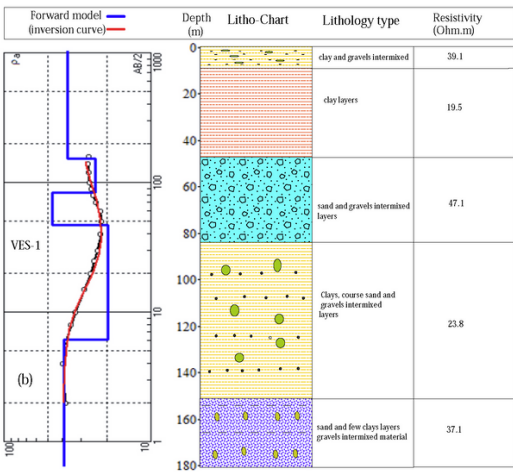 Forward model
(inversion curve)
Depth
(m)
Litho-Chart
Lithology type
Resistivity
(Ohm.m)
Pa
AB/2
1000
100
10
1
VES-1
(b)
100
10
0
20
40
60
80
100
120
140
160
180
clay and gravels intermixed
39.1
clay layers
19.5
sand and gravels intermixed
layers
47.1
Clays, course sand and
gravels intermixed
layers
23.8
sand and few clays layers
gravels intermixed material
37.1